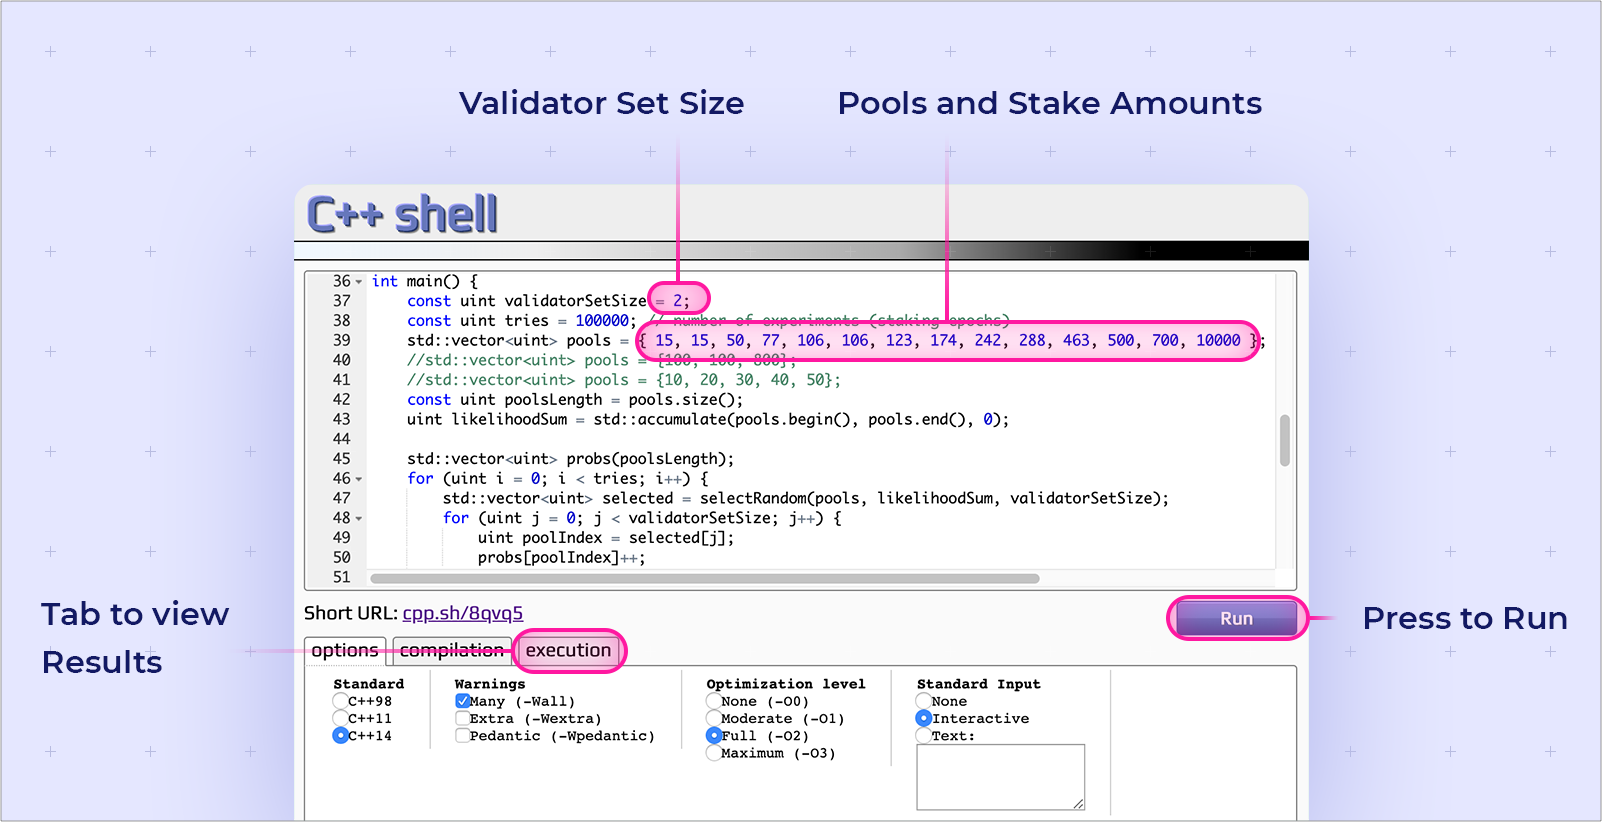 Validator Set Size
Pools and Stake Amounts
C++ shell
36 int main() {
37 const uint validatorSetSize = 2;
38 const uint tries = 100000; // number of experiments (staking epochs)
39 std::vector<uint> pools = { 15, 15, 50, 77, 106, 106, 123, 174, 242, 288, 463, 500, 700, 10000 };
40 //std::vector<uint> pools = {100, 100, 800};
41 //std::vector<uint> pools = {10, 20, 30, 40, 50};
42 const uint poolsLength = pools.size();
43 uint likelihoodSum = std::accumulate(pools.begin(), pools.end(), 0);
44
45 std::vector<uint> probs(poolsLength);
46 for (uint i = 0; i < tries; i++) {
47 std::vector<uint> selected = selectRandom(pools, likelihoodSum, validatorSetSize);
48 for (uint j = 0; j < validatorSetSize; j++) {
49 uint poolIndex = selected[j];
50 probs[poolIndex]++;
51
Tab to view
Results
Short URL: cpp.sh/8qvq5
Run
Press to Run
options compilation execution
Standard
C++98
C++11
C++14
Warnings
Many (-Wall)
Extra (-Wextra)
Pedantic (-Wpedantic)
Optimization level
None (-O0)
Moderate (-O1)
Full (-O2)
Maximum (-O3)
Standard Input
None
Interactive
Text: